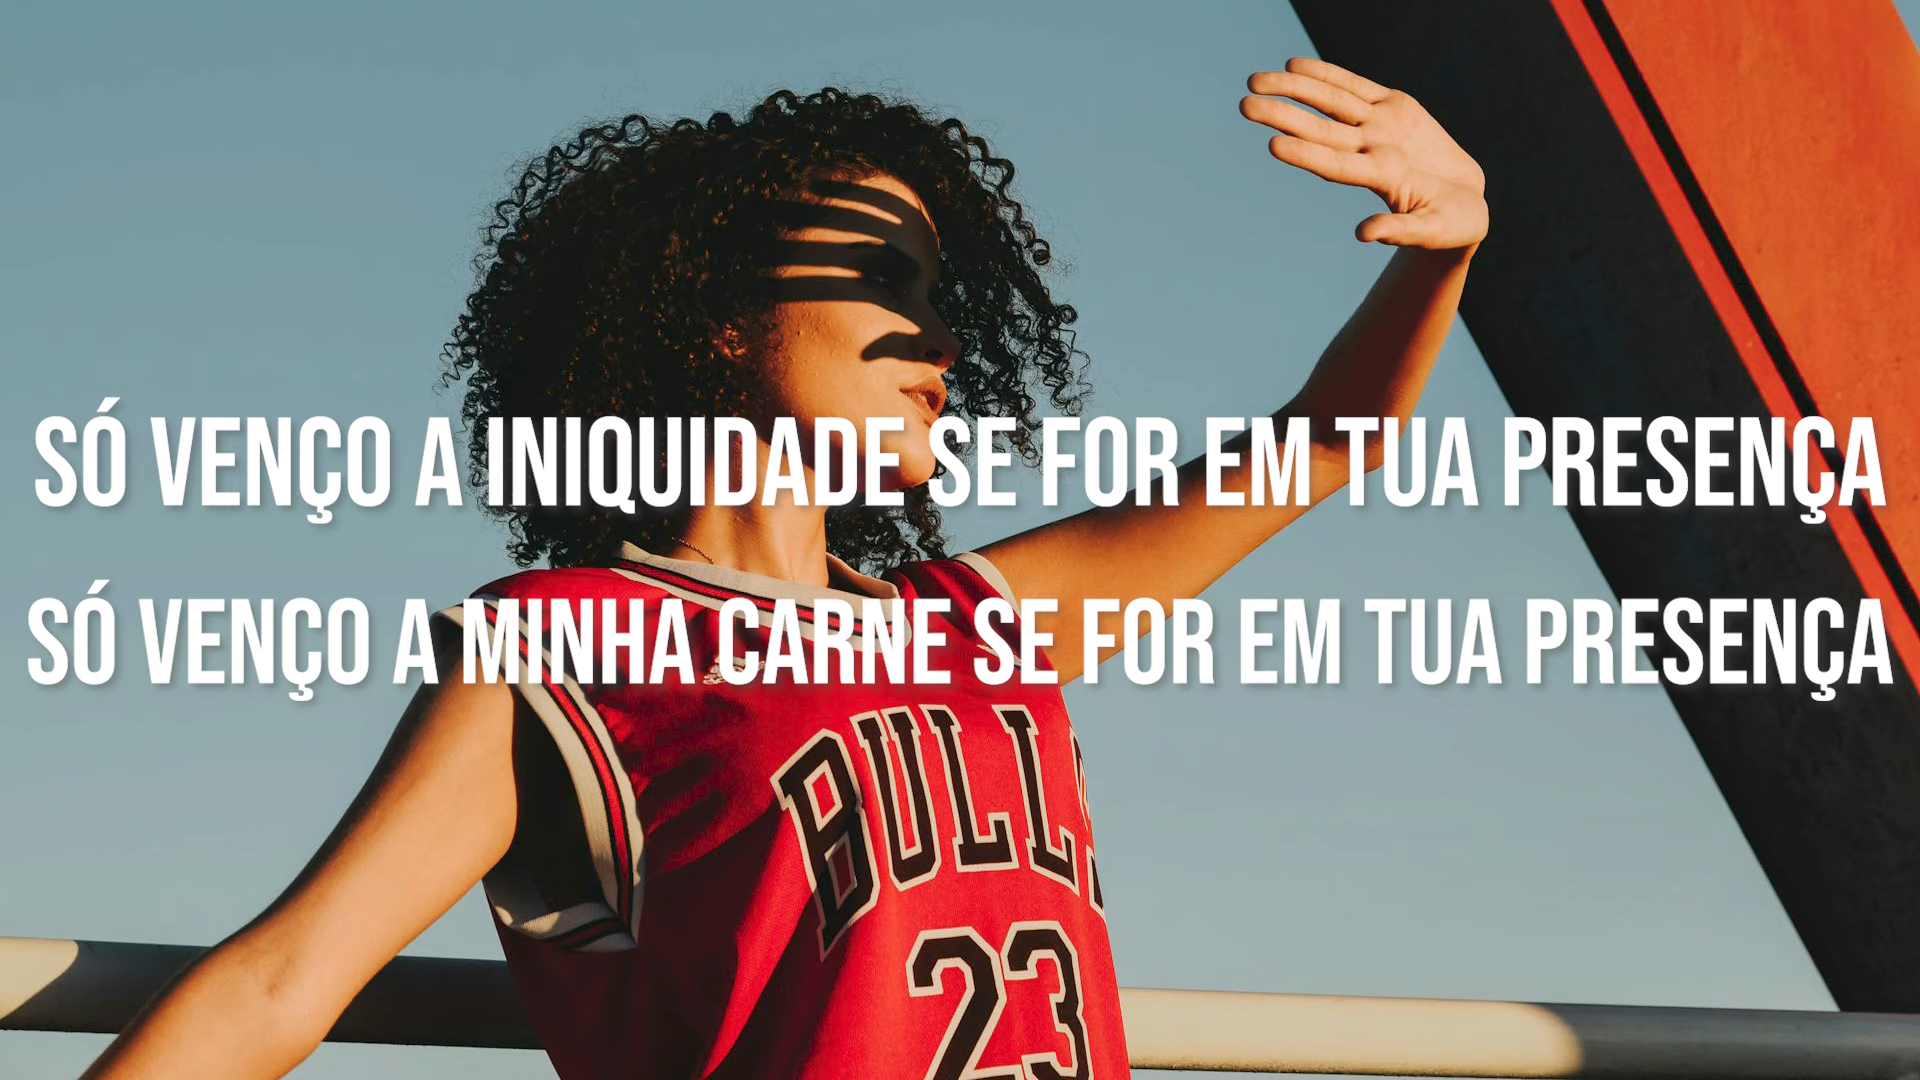 SÓ VENÇO A INIQUIDADE SE FOR EM TUA PRESENÇA
SÓ VENÇO A MINHA CARNE SE FOR EM TUA PRESENÇA
BULLS
23